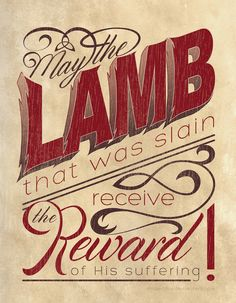 May the
LAMB
that was slain
receive
the
Reward!
of His suffering